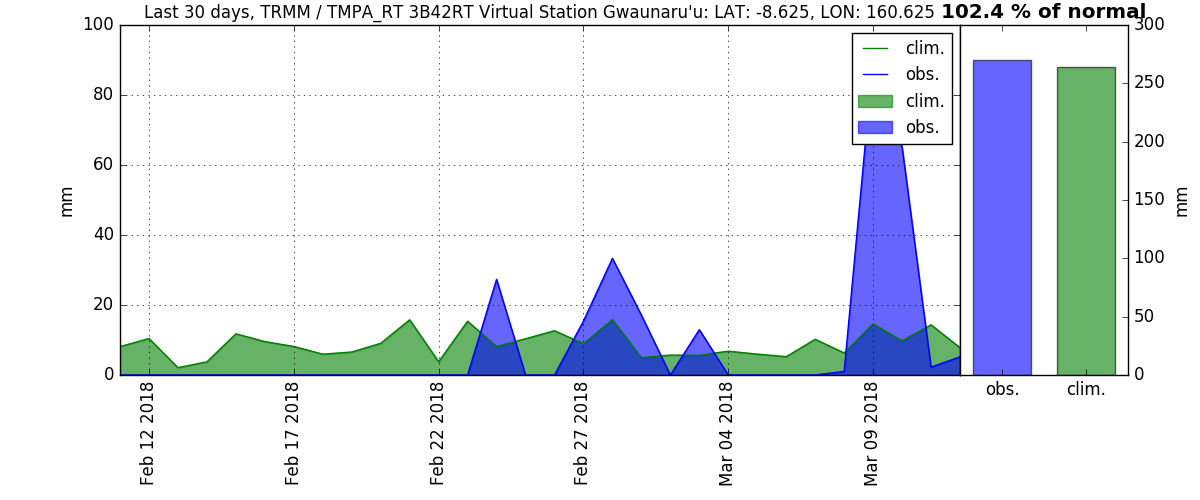 Last 30 days, TRMM / TMPA_RT 3B42RT Virtual Station Gwaunaru'u: LAT: -8.625, LON: 160.625 102.4 % of normal
100
80
60
40
20
0
mm
clim.
obs.
clim.
obs.
300
250
200
150
100
50
0
mm
obs.
clim.
Feb 12 2018
Feb 17 2018
Feb 22 2018
Feb 27 2018
Mar 04 2018
Mar 09 2018